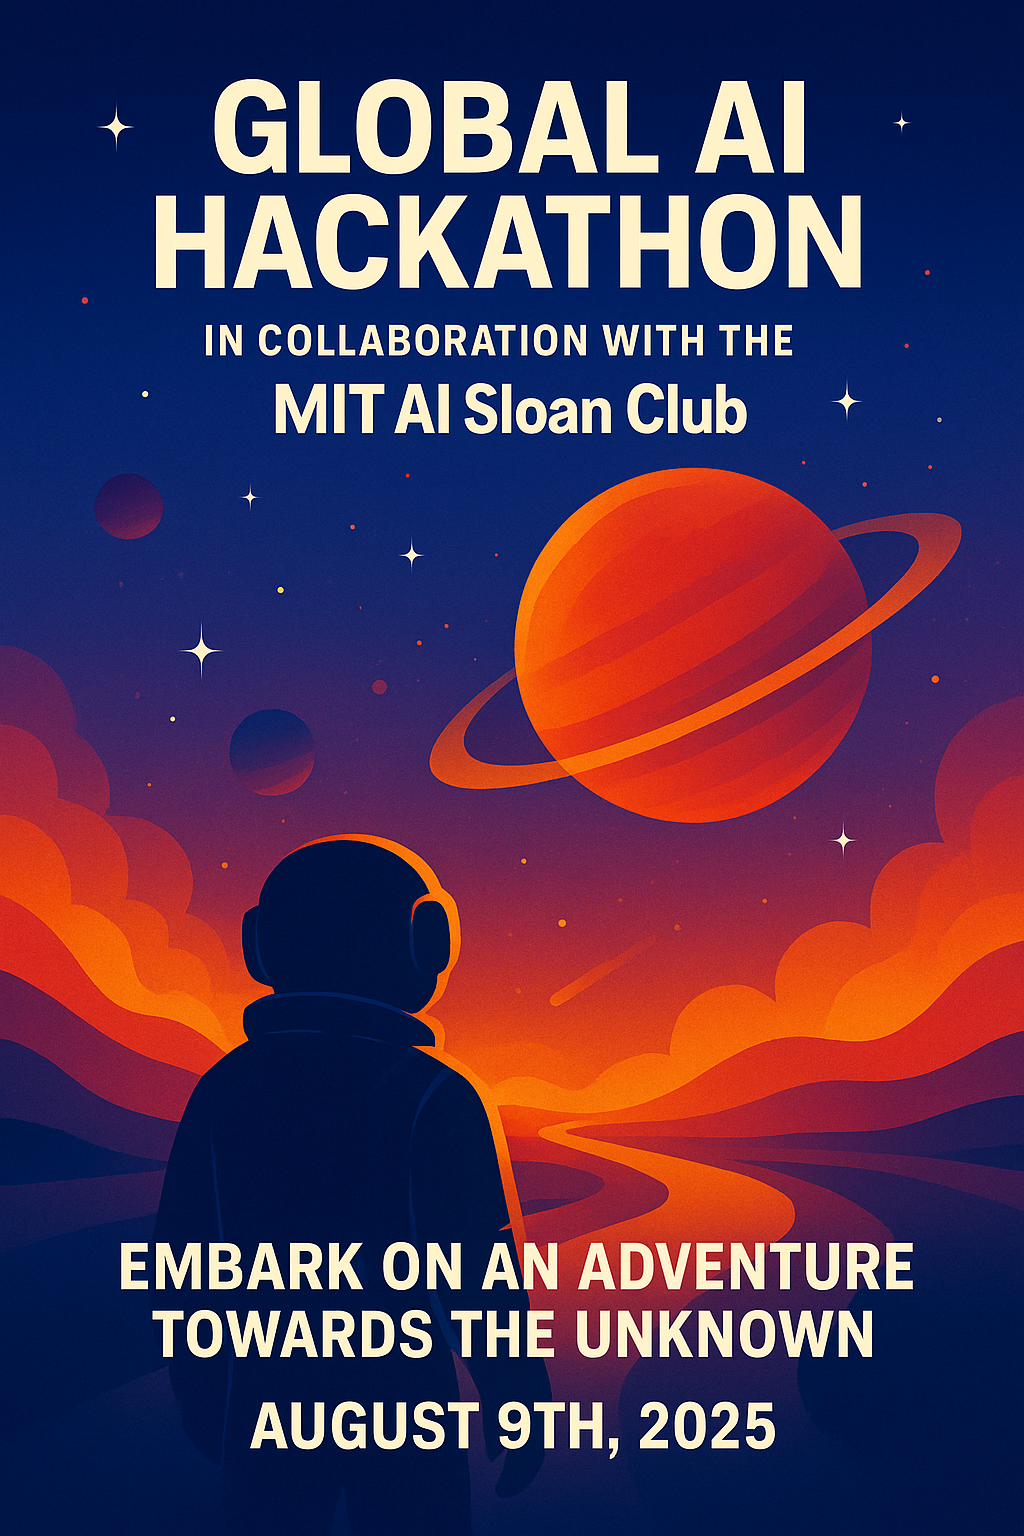 GLOBAL AI
HACKATHON
IN COLLABORATION WITH THE
MIT AI Sloan Club
EMBARK ON AN ADVENTURE
TOWARDS THE UNKNOWN
AUGUST 9TH, 2025